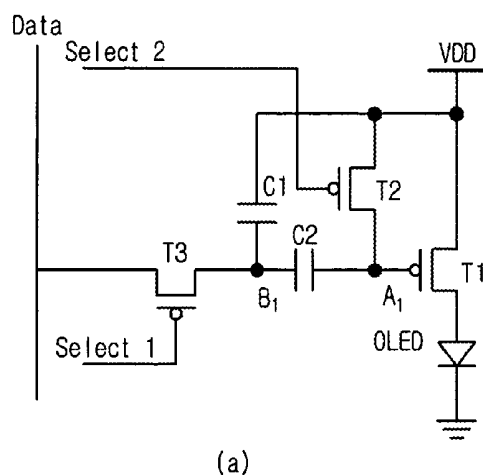 Data
Select 2
VDD
C1
T2
T3
C2
B₁
A₁
T1
OLED
Select 1
(a)